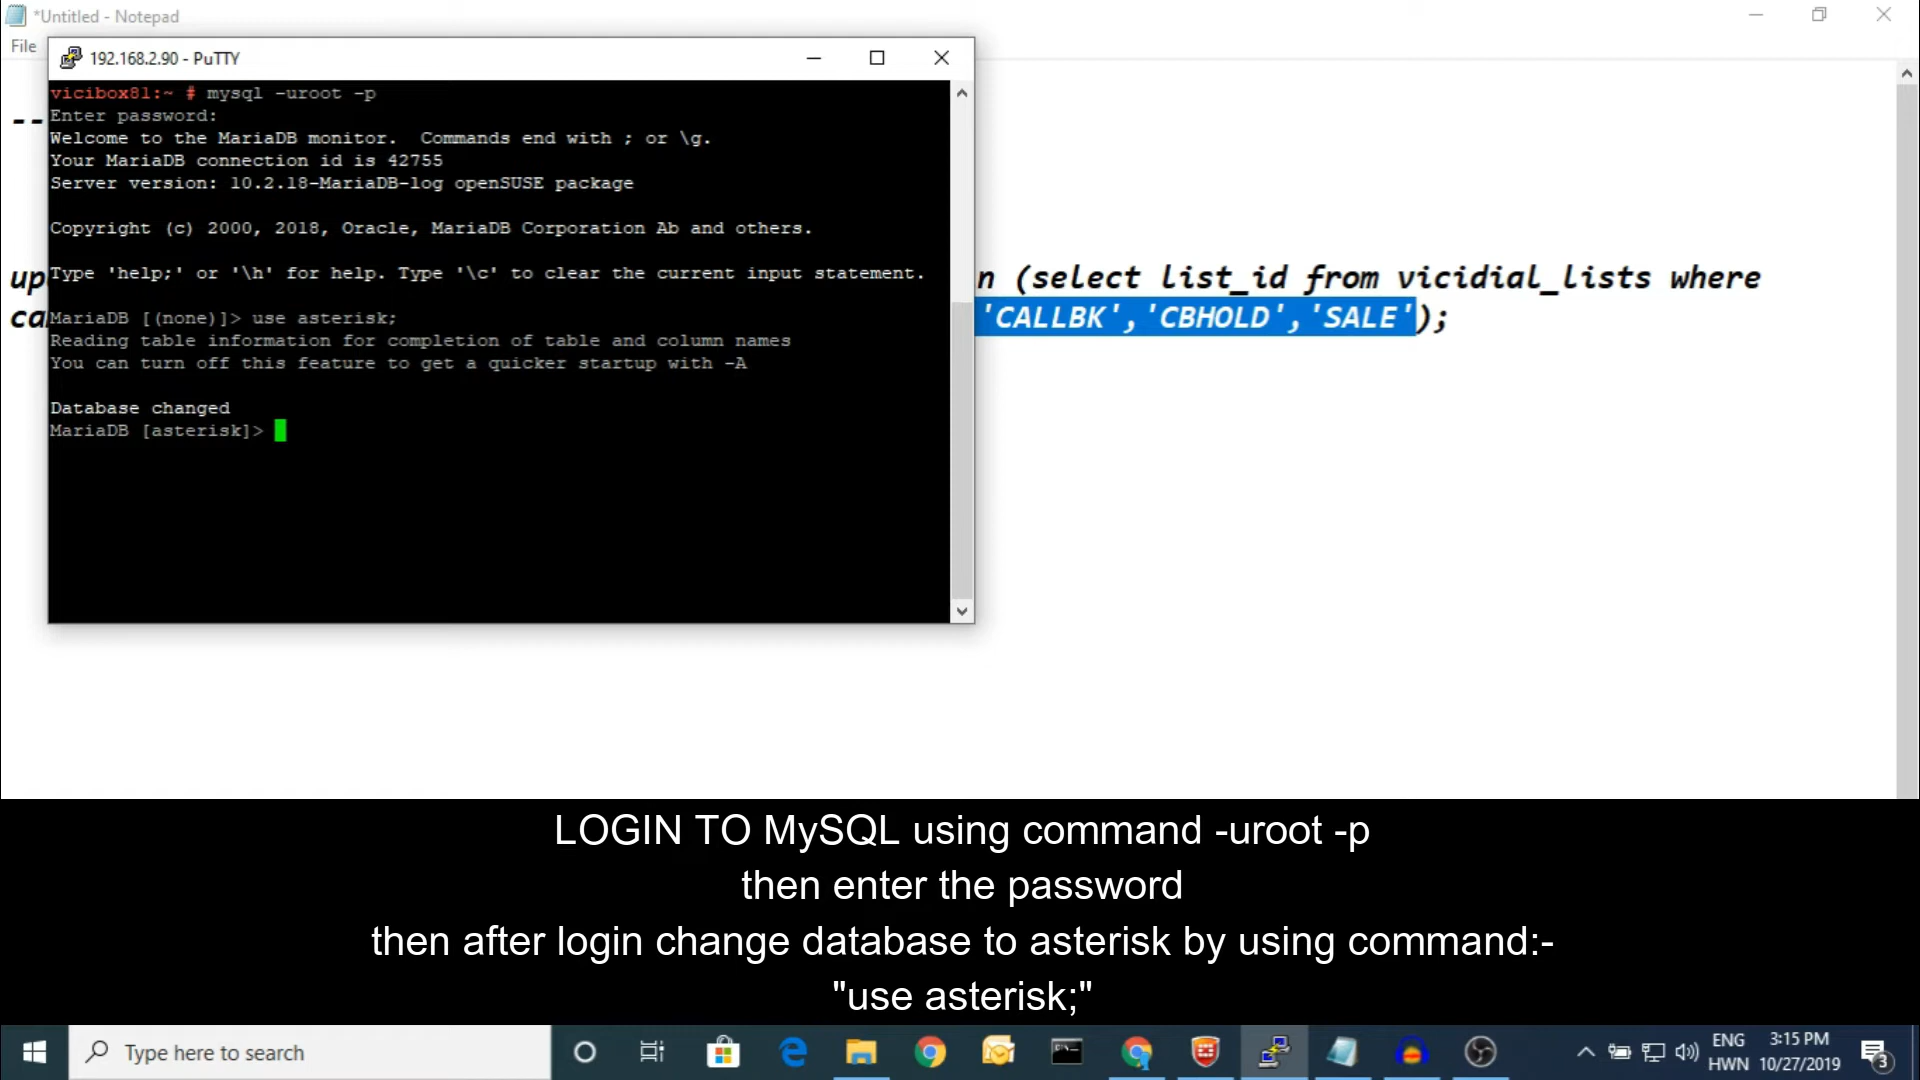 *Untitled - Notepad
File
192.168.2.90 - PuTTY
vicibox81:~ # mysql -uroot -p
Enter password:
Welcome to the MariaDB monitor.  Commands end with ; or \g.
Your MariaDB connection id is 42755
Server version: 10.2.18-MariaDB-log openSUSE package
Copyright (c) 2000, 2018, Oracle, MariaDB Corporation Ab and others.
Type 'help;' or '\h' for help. Type '\c' to clear the current input statement.
MariaDB [(none)]> use asterisk;
Reading table information for completion of table and column names
You can turn off this feature to get a quicker startup with -A
Database changed
MariaDB [asterisk]>
--
up
n (select list_id from vicidial_lists where
ca
'CALLBK','CBHOLD','SALE');
LOGIN TO MySQL using command -uroot -p
then enter the password
then after login change database to asterisk by using command:-
"use asterisk;"
Type here to search
ENG
HWN
3:15 PM
10/27/2019
3